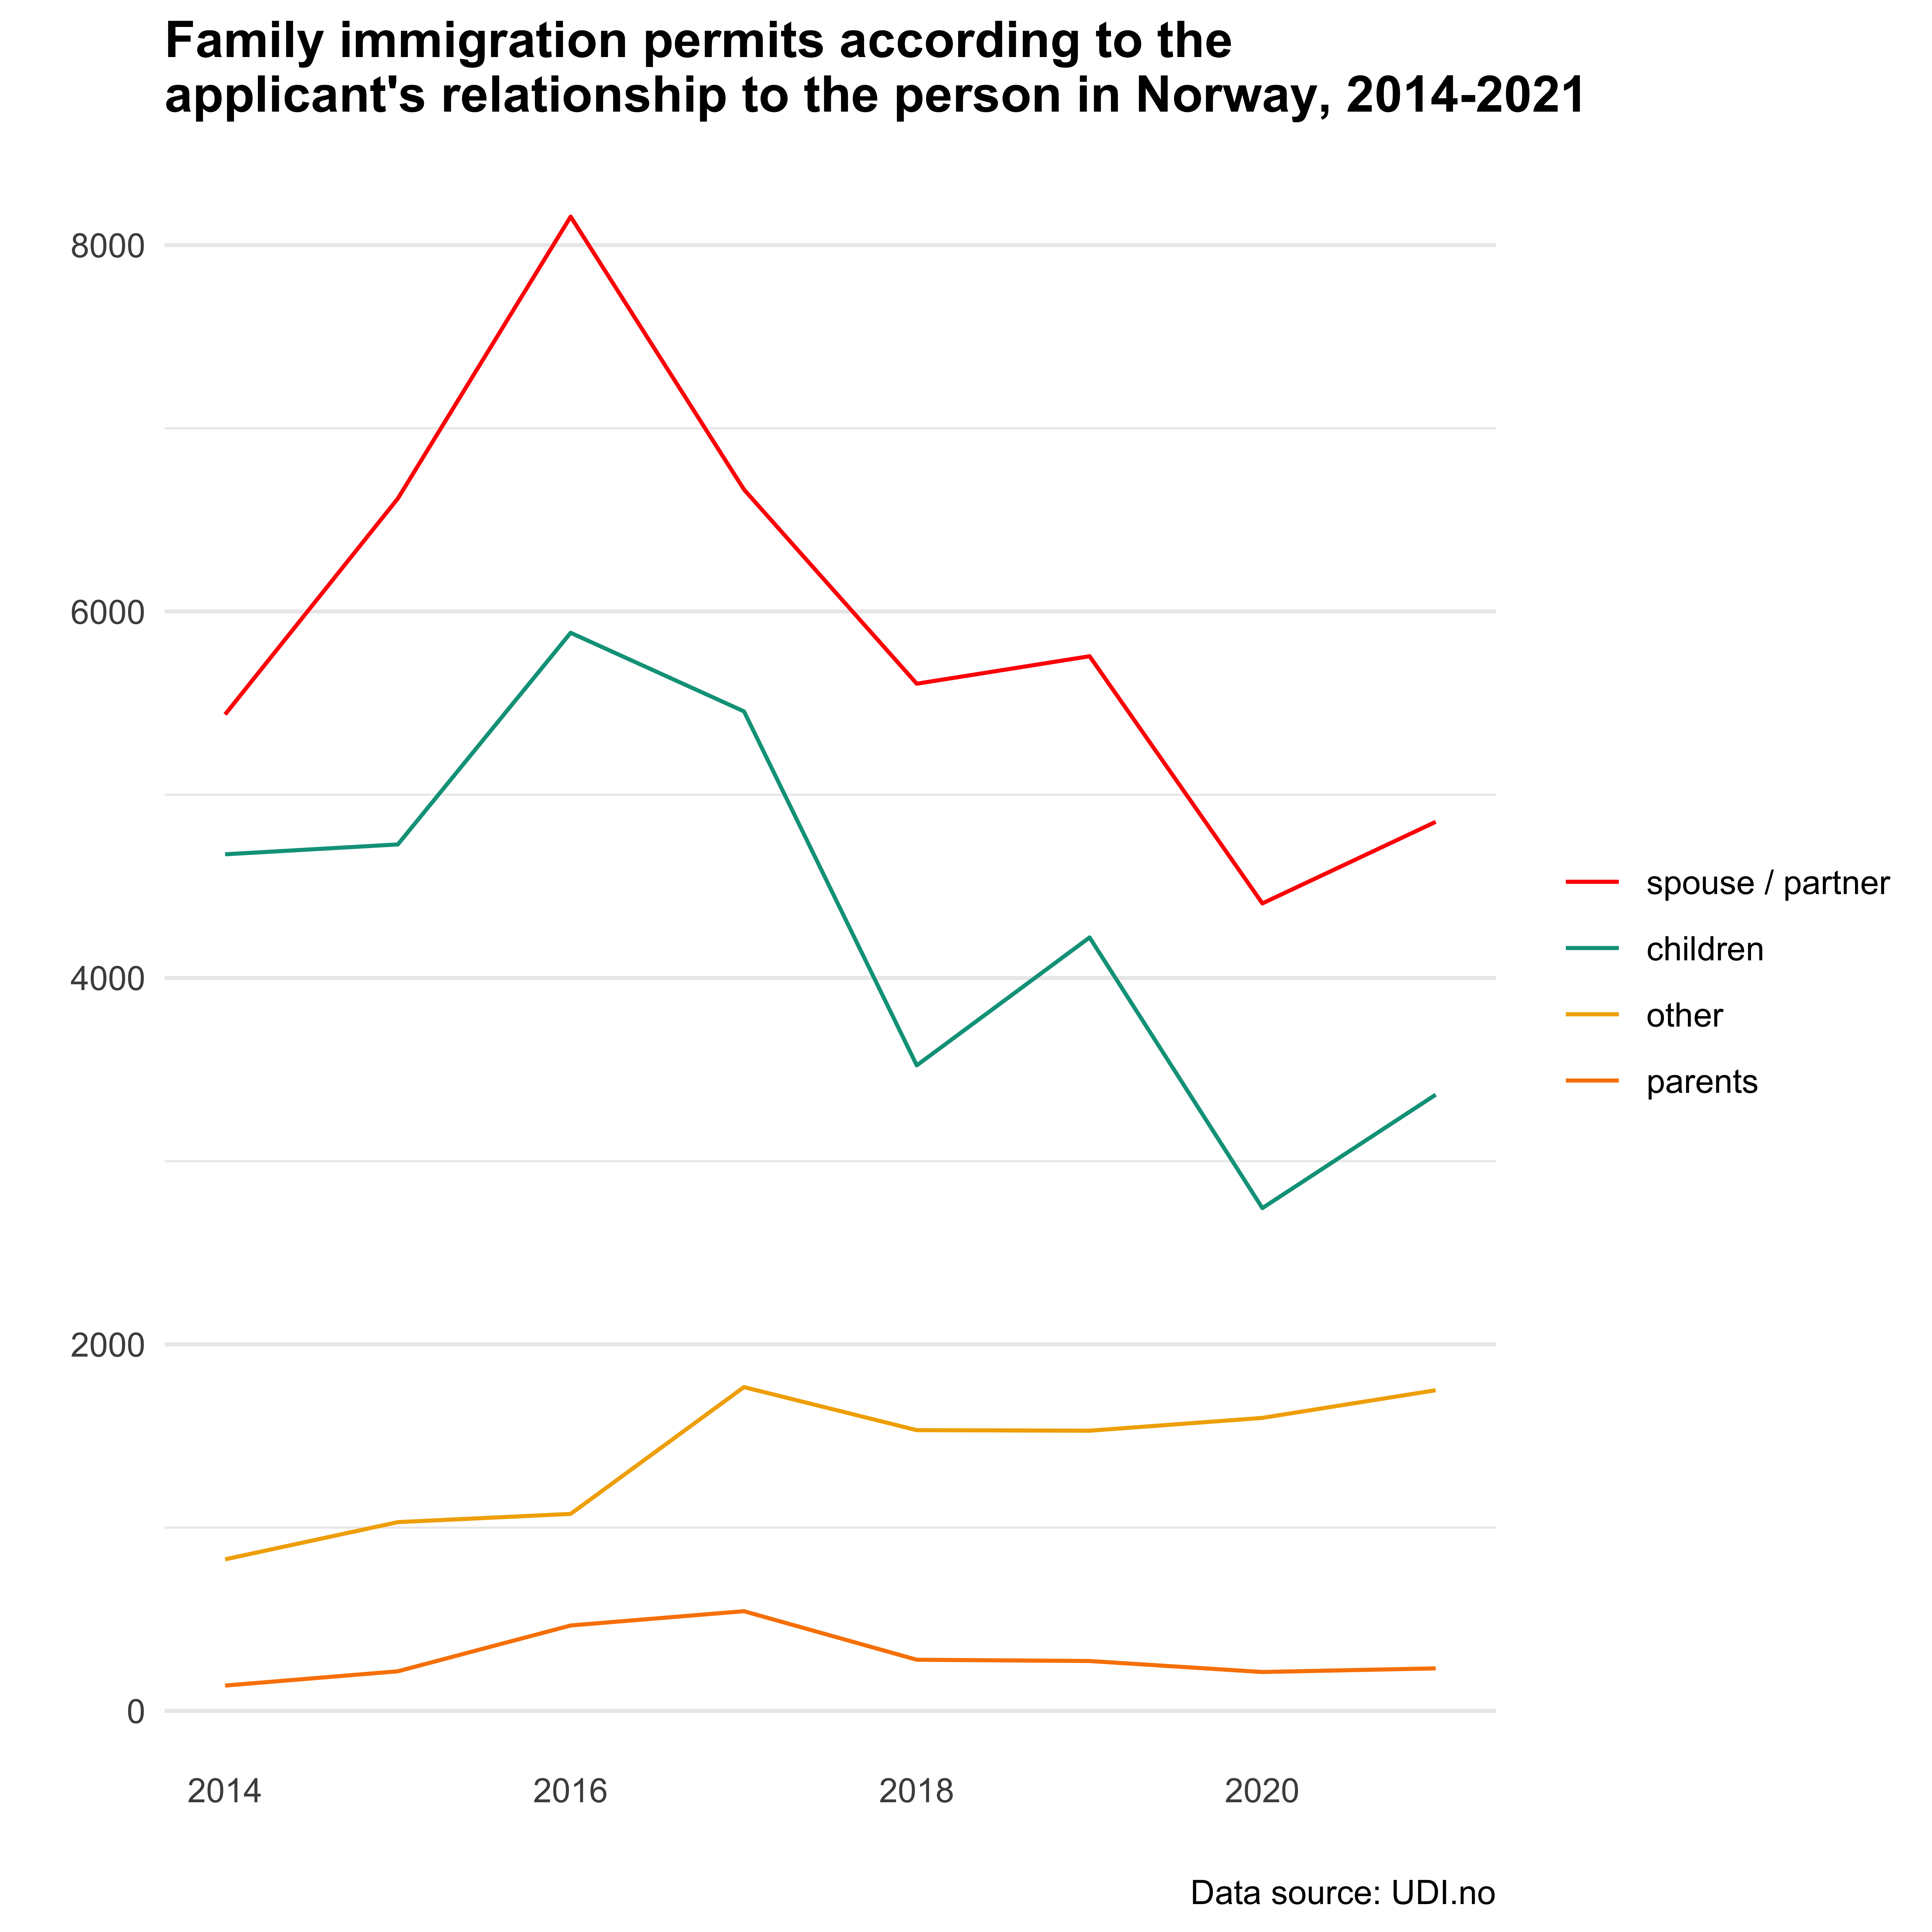 Family immigration permits according to the
applicant's relationship to the person in Norway, 2014-2021
8000
6000
4000
2000
0
2014
2016
2018
2020
spouse / partner
children
other
parents
Data source: UDI.no